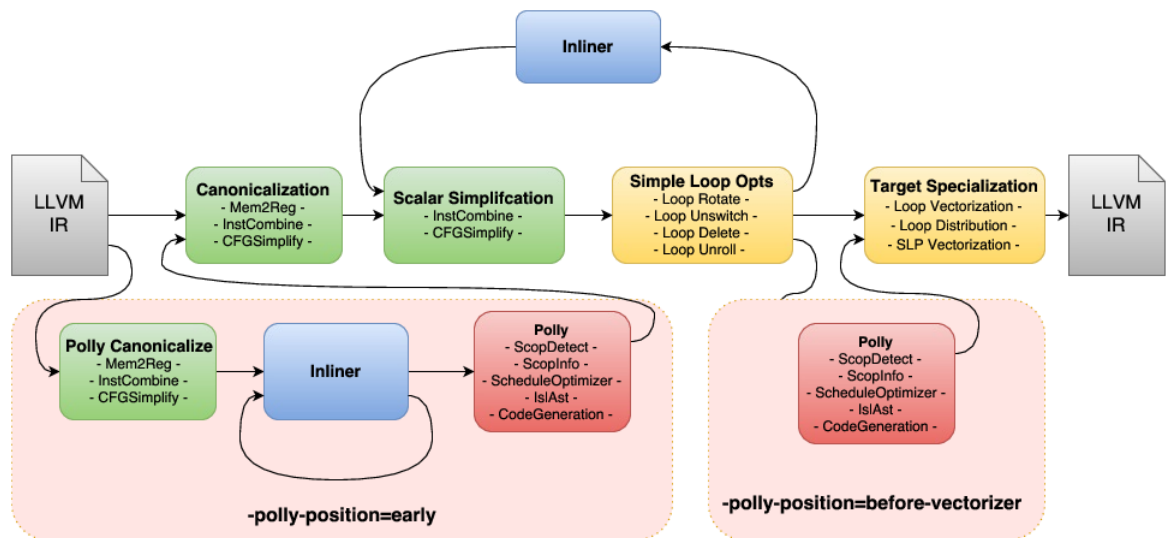 Inliner
LLVM
IR
Canonicalization
- Mem2Reg -
- InstCombine -
- CFGSimplify -
Scalar Simplifcation
- InstCombine -
- CFGSimplify -
Simple Loop Opts
- Loop Rotate -
- Loop Unswitch -
- Loop Delete -
- Loop Unroll -
Target Specialization
- Loop Vectorization -
- Loop Distribution -
- SLP Vectorization -
LLVM
IR
Polly Canonicalize
- Mem2Reg -
- InstCombine -
- CFGSimplify -
Inliner
Polly
- ScopDetect -
- ScopInfo -
- ScheduleOptimizer -
- IslAst -
- CodeGeneration -
-polly-position=early
Polly
- ScopDetect -
- ScopInfo -
- ScheduleOptimizer -
- IslAst -
- CodeGeneration -
-polly-position=before-vectorizer